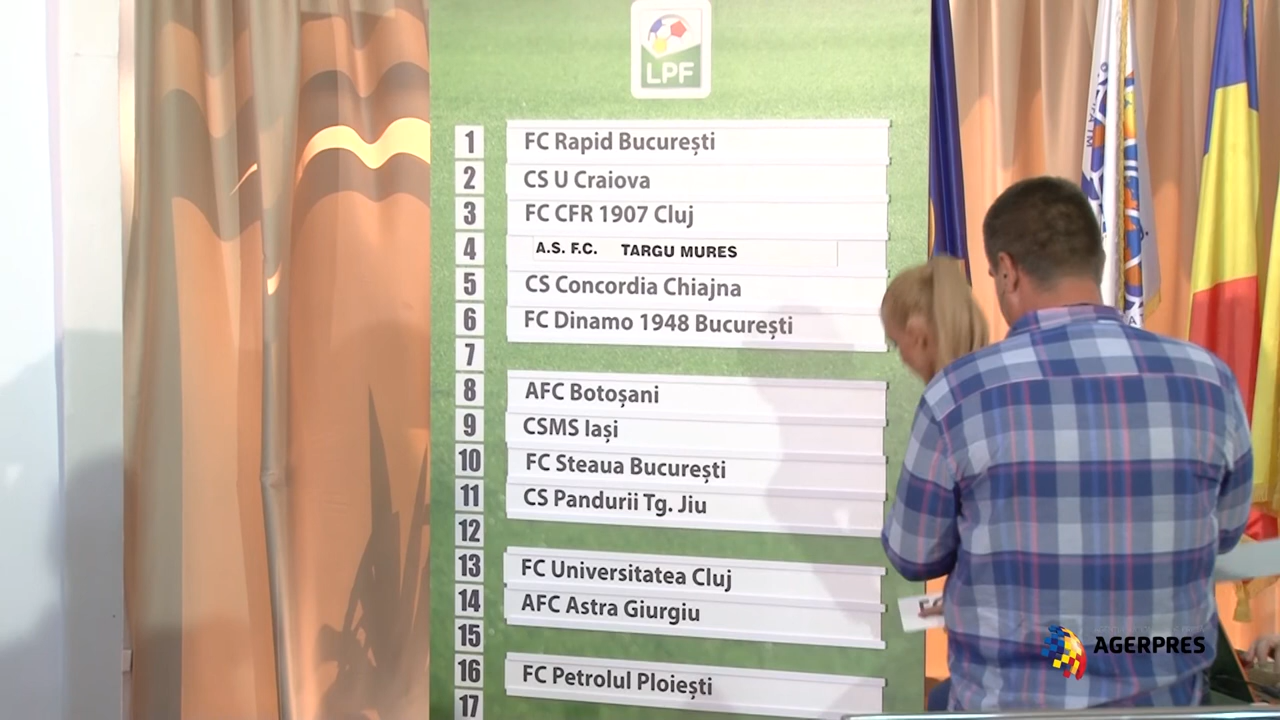 LPF
1 FC Rapid București
2 CS U Craiova
3 FC CFR 1907 Cluj
4 A.S. F.C. TARGU MURES
5 CS Concordia Chiajna
6 FC Dinamo 1948 București
7
8 AFC Botoșani
9 CSMS Iași
10 FC Steaua București
11 CS Pandurii Tg. Jiu
12
13 FC Universitatea Cluj
14 AFC Astra Giurgiu
15
16 FC Petrolul Ploiești
17
AGERPRES